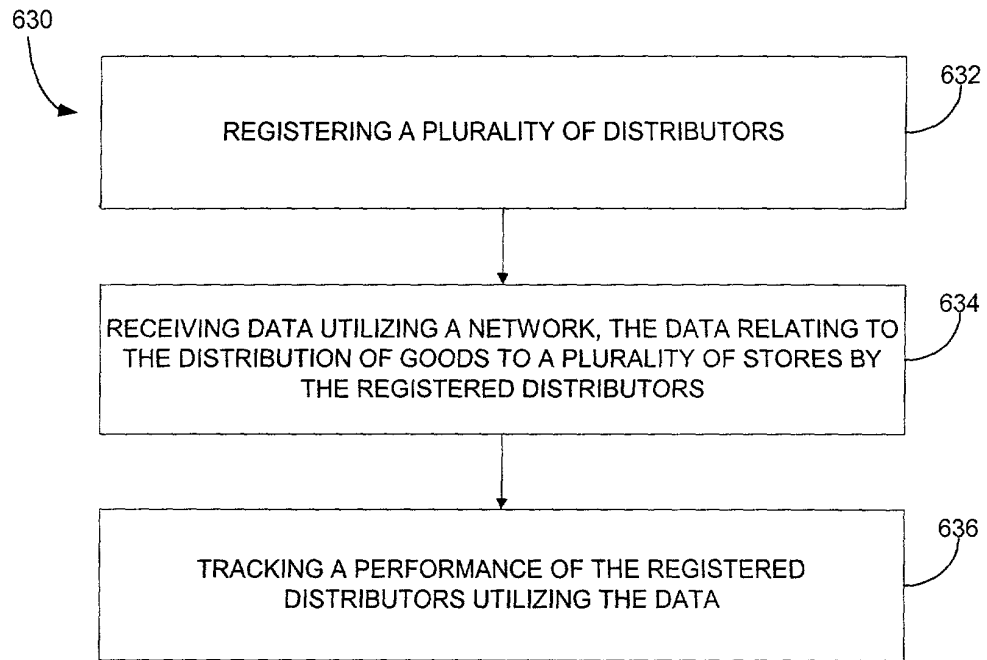 630
632
REGISTERING A PLURALITY OF DISTRIBUTORS
634
RECEIVING DATA UTILIZING A NETWORK, THE DATA RELATING TO
THE DISTRIBUTION OF GOODS TO A PLURALITY OF STORES BY
THE REGISTERED DISTRIBUTORS
636
TRACKING A PERFORMANCE OF THE REGISTERED
DISTRIBUTORS UTILIZING THE DATA